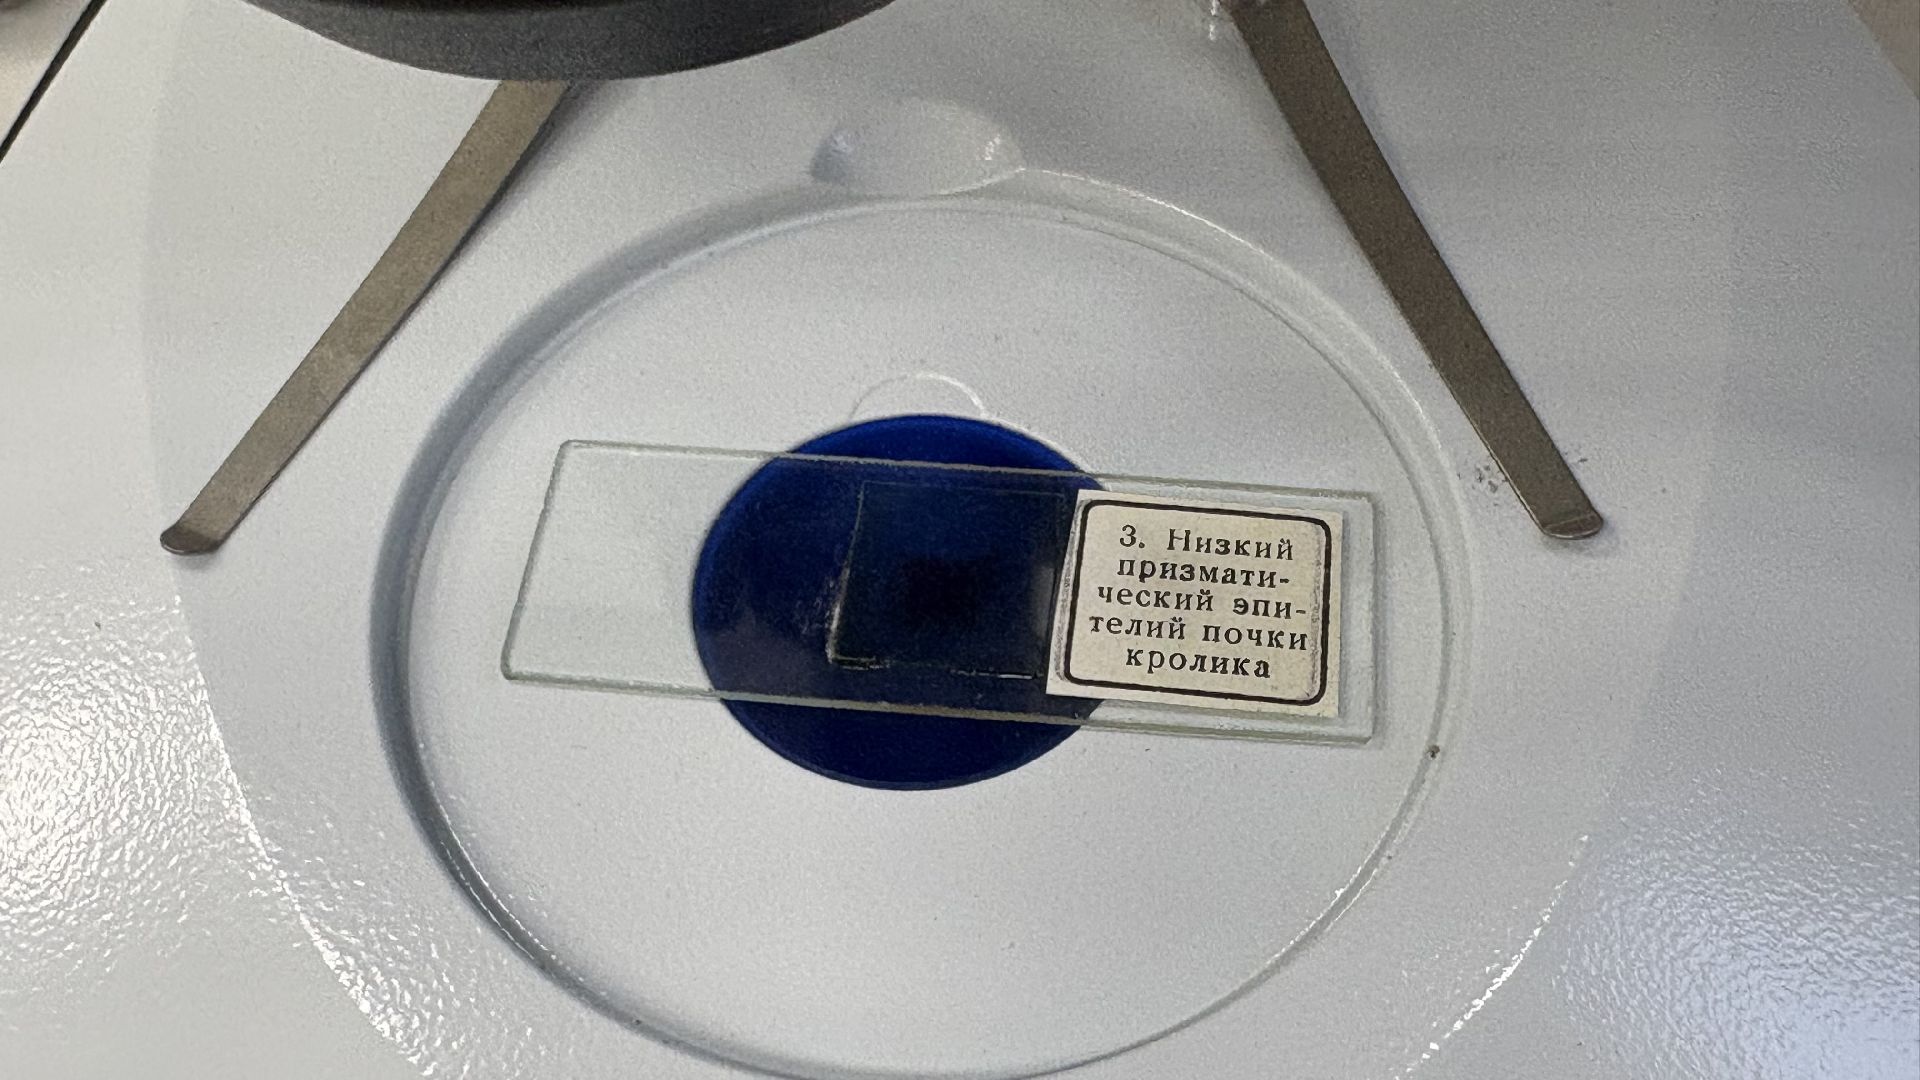 3. Низкий
призмати-
ческий эпи-
телий почки
кролика